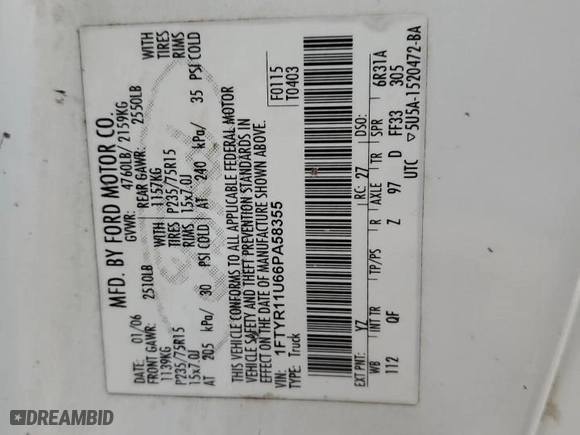 MFD. BY FORD MOTOR CO.
DATE: 01/06 GVWR: 4760LB/ 2159KG
FRONT GAWR: 2510LB REAR GAWR: 2550LB
1139KG WITH 1157KG WITH
P235/75R15 TIRES P235/75R15 TIRES
15x7.0J RIMS 15x7.0J RIMS
AT 205 kPa/ 30 PSI COLD AT 240 kPa/ 35 PSI COLD
THIS VEHICLE CONFORMS TO ALL APPLICABLE FEDERAL MOTOR
VEHICLE SAFETY AND THEFT PREVENTION STANDARDS IN
EFFECT ON THE DATE OF MANUFACTURE SHOWN ABOVE.
VIN: 1FTYR11U66PA58355 F0115
TYPE: Truck T0403
EXT PNT: YZ RC: 27 DSO:
WB INT TR TP/PS R AXLE TR SPR 6R31A
112 QF Z 97 D FF33 305
UTC ▽5U5A-1520472-BA
DREAMBID